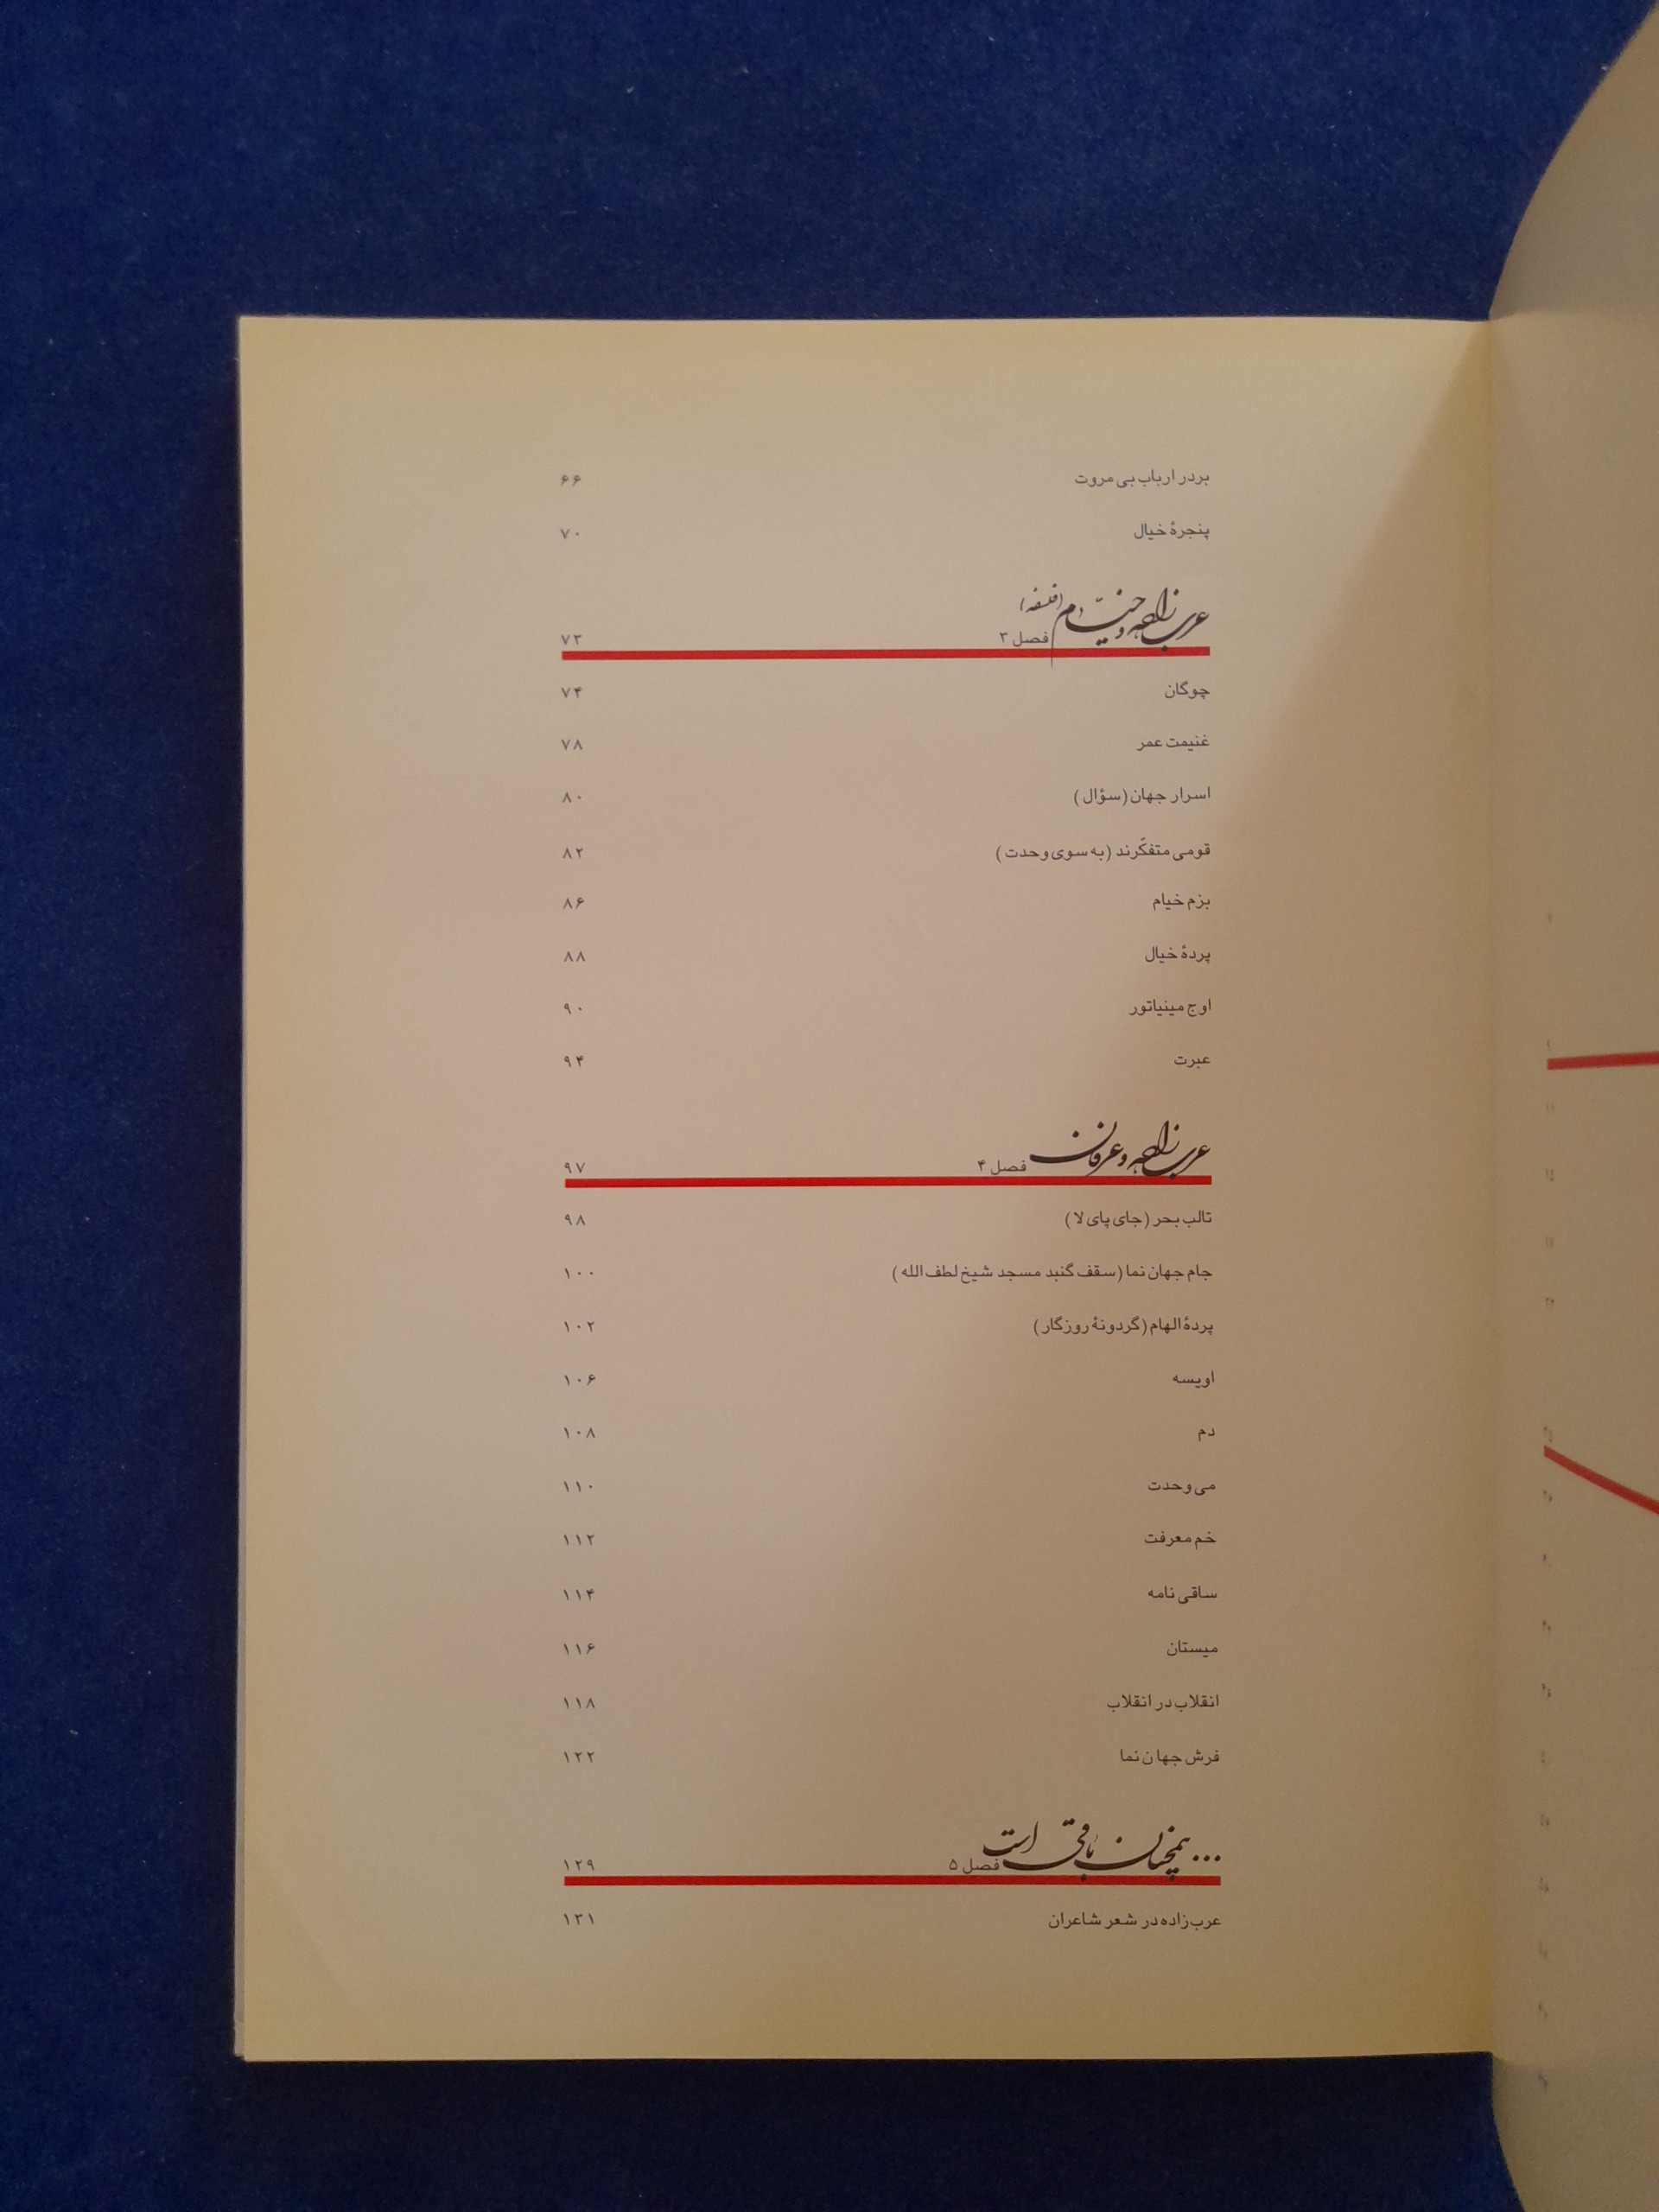 بر در ارباب بی مروت ۶۶
پنجرهٔ خیال ۷۰
عرب‌زاده و خیّام (فلسفه) فصل ۳ ۷۳
چوگان ۷۴
غنیمت عمر ۷۸
اسرار جهان (سؤال) ۸۰
قومی متفکّرند (به سوی وحدت) ۸۲
بزم خیام ۸۶
پردهٔ خیال ۸۸
اوج مینیاتور ۹۰
عبرت ۹۴
عرب‌زاده و عرفان فصل ۴ ۹۷
تالب بحر (جای پای لا) ۹۸
جام جهان نما (سقف گنبد مسجد شیخ لطف الله) ۱۰۰
پردهٔ الهام (گردونهٔ روزگار) ۱۰۲
اویسه ۱۰۶
دم ۱۰۸
می وحدت ۱۱۰
خم معرفت ۱۱۲
ساقی نامه ۱۱۴
میستان ۱۱۶
انقلاب در انقلاب ۱۱۸
فرش جهان نما ۱۲۲
... همچنان باقی است فصل ۵ ۱۲۹
عرب‌زاده در شعر شاعران ۱۳۱